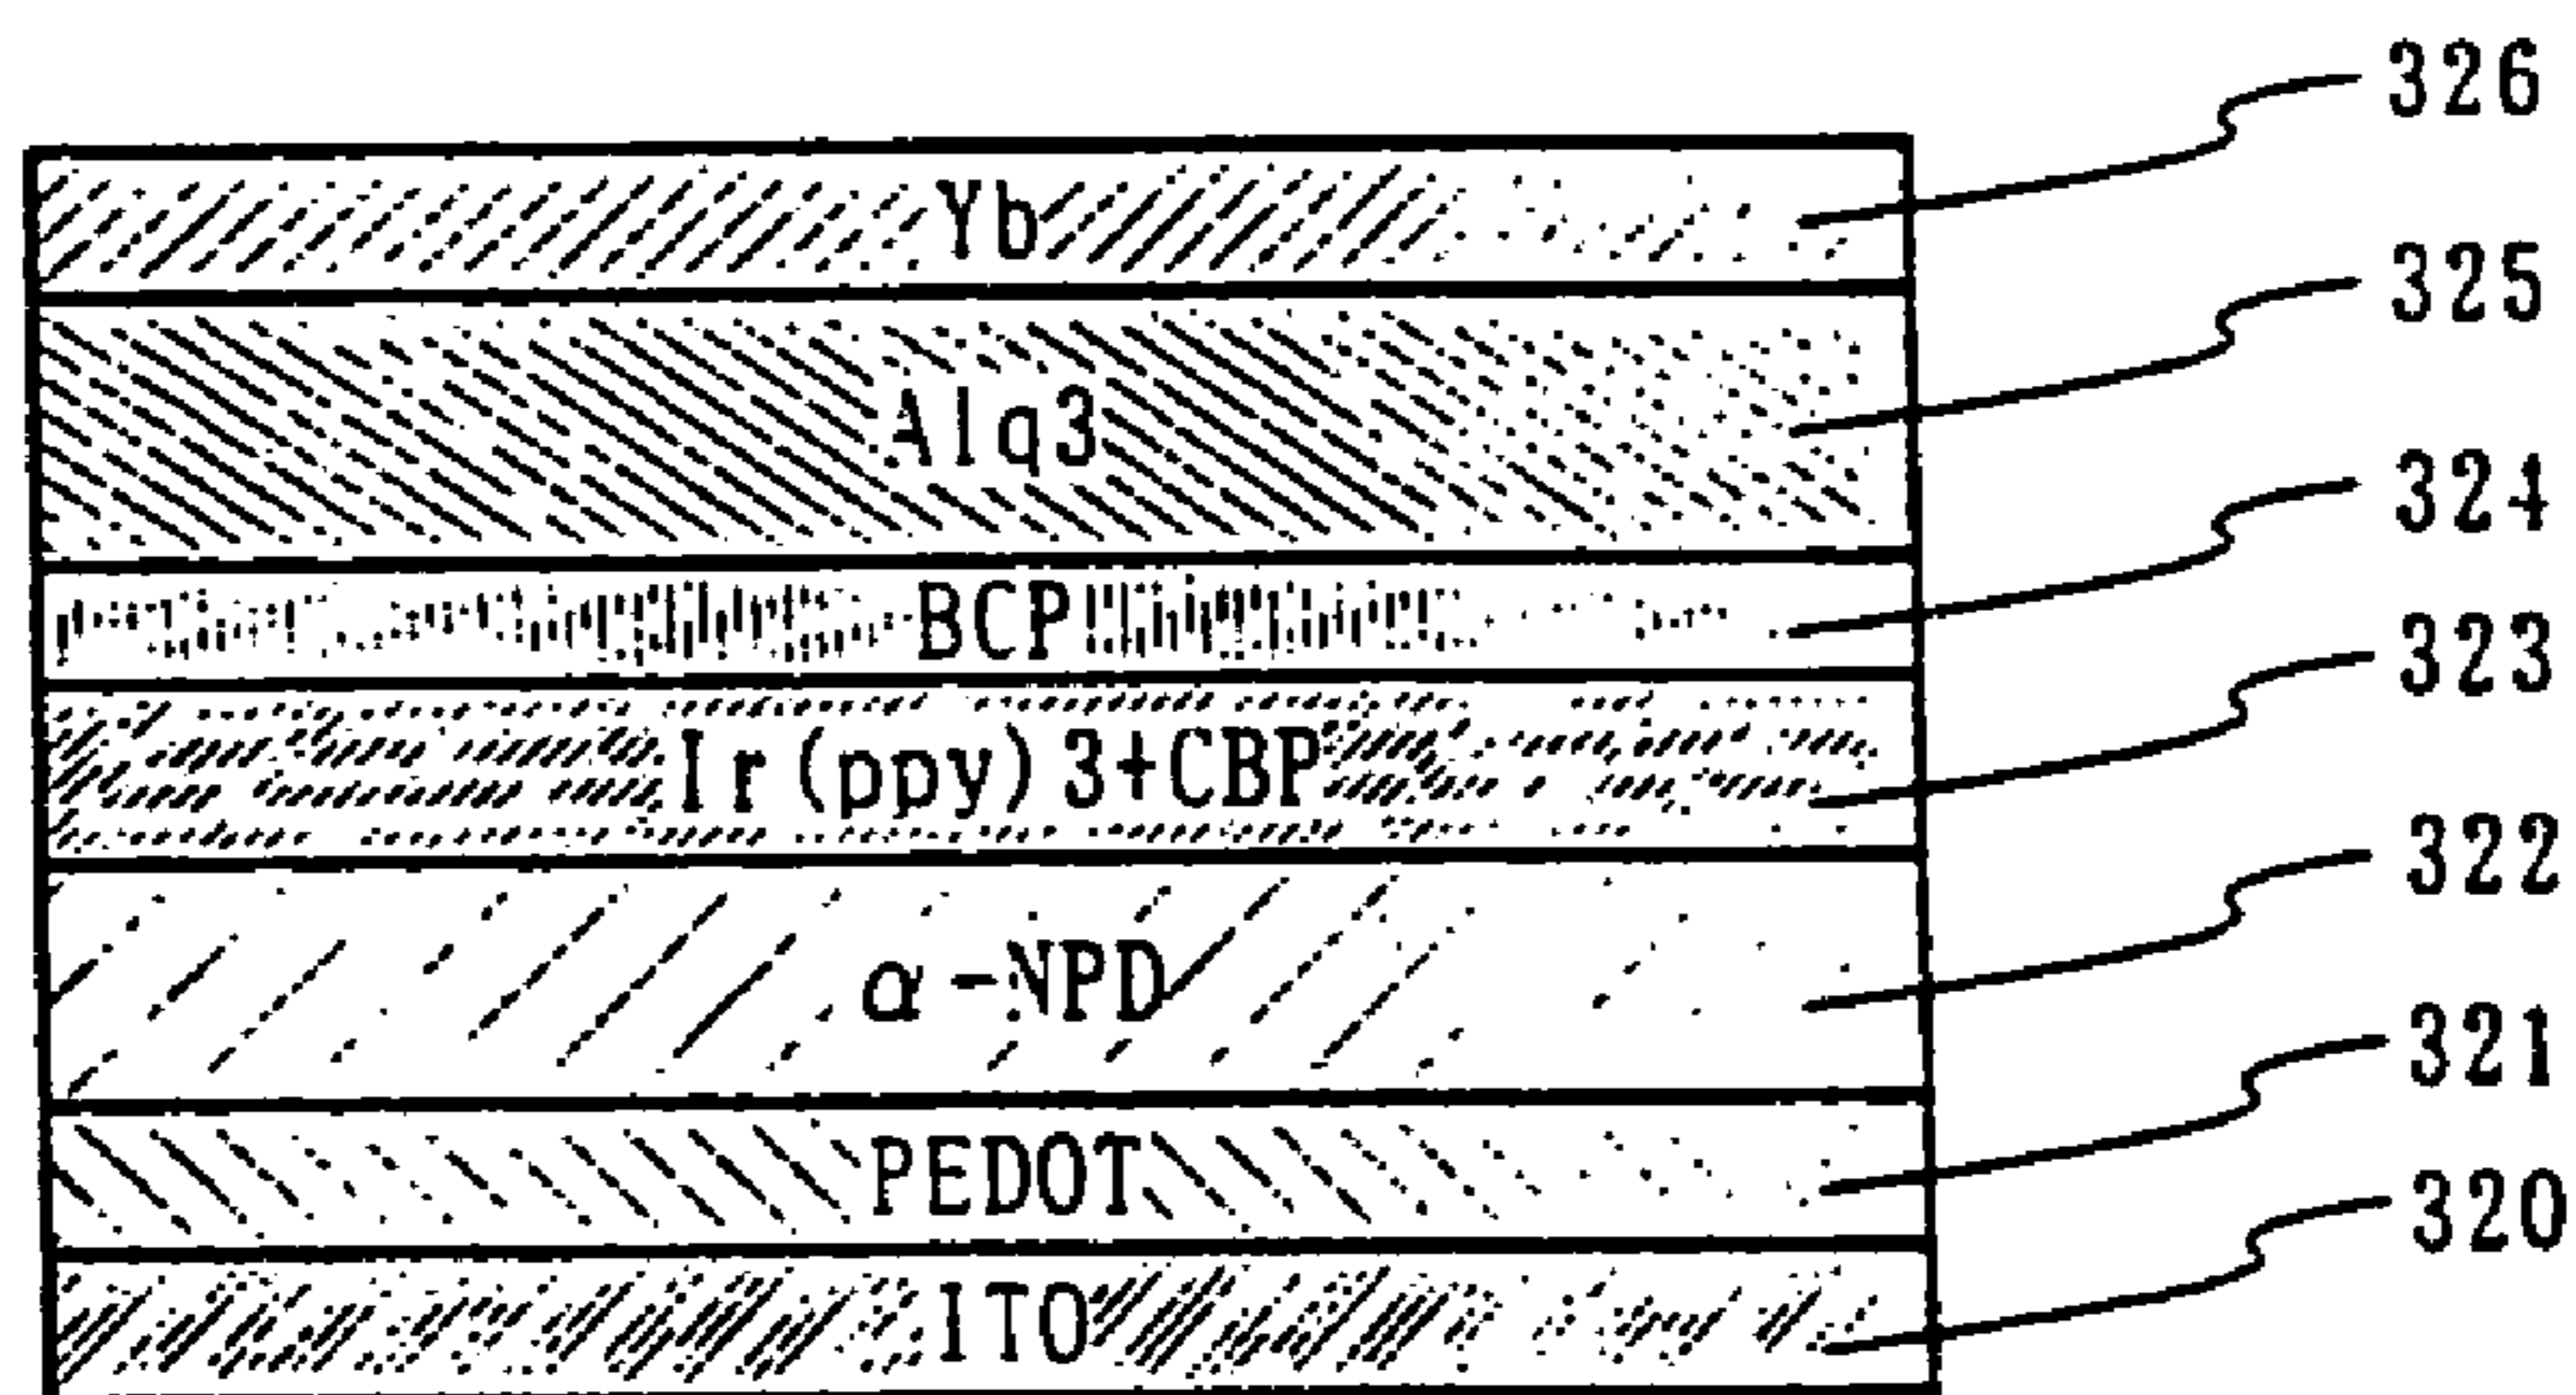 326
Yb
325
Alq3
324
BCP
323
Ir(ppy)3+CBP
322
α-NPD
321
PEDOT
320
ITO